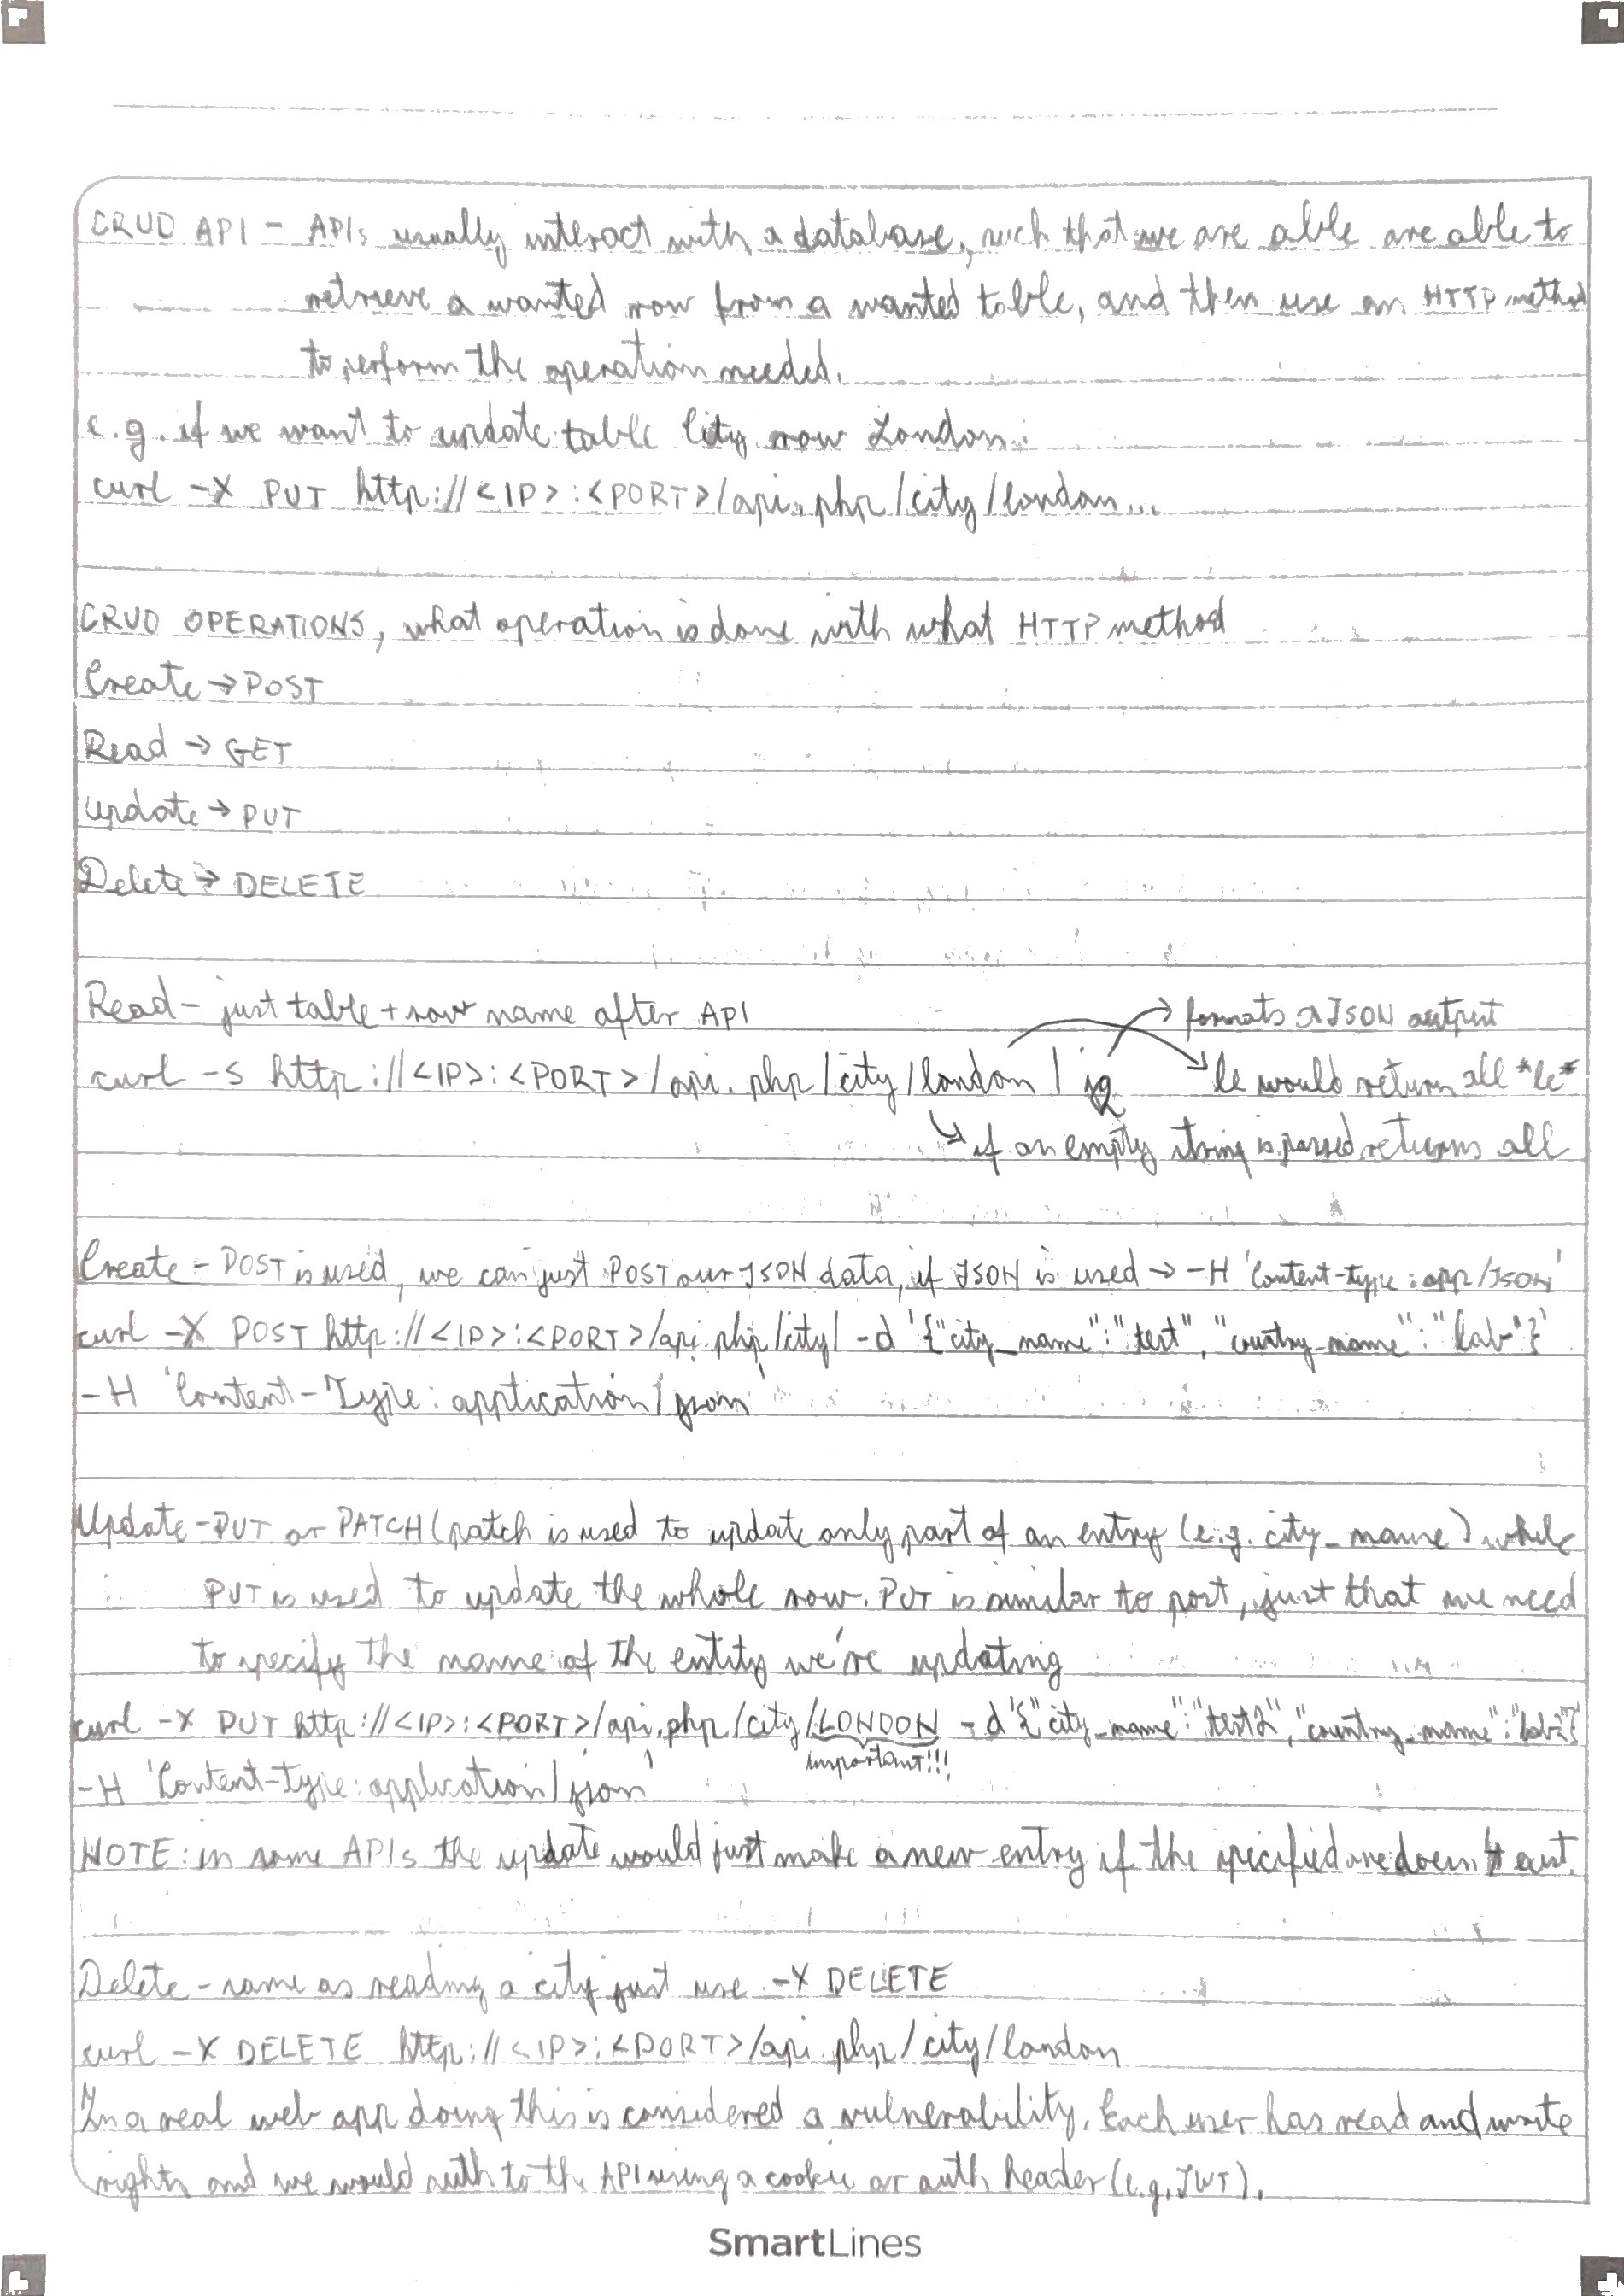 CRUD API - APIs usually interact with a database, such that we are able are able to
retrieve a wanted row from a wanted table, and then use an HTTP method
to perform the operation needed.
e.g. if we want to update table City row London:
curl -X PUT http://<IP>:<PORT>/api.php/city/london...
CRUD OPERATIONS, what operation is done with what HTTP method
Create → POST
Read → GET
update → PUT
Delete → DELETE
Read - just table + row name after API
→ formats a JSON output
curl -s http://<IP>:<PORT>/api.php/city/london | jq
le would return all *le*
if an empty string is passed returns all
Create - POST is used, we can just POST our JSON data, if JSON is used → -H 'Content-type: app/JSON'
curl -X POST http://<IP>:<PORT>/api.php/city/ -d '{"city_name":"test","country_name":"lab"}'
-H 'Content-Type: application/json'
Update - PUT or PATCH (patch is used to update only part of an entry (e.g. city_name) while
PUT is used to update the whole row. PUT is similar to post, just that we need
to specify the name of the entity we're updating
curl -X PUT http://<IP>:<PORT>/api.php/city/LONDON -d '{"city_name":"test2","country_name":"lab2"}'
important!!!
-H 'Content-type: application/json'
NOTE: in some APIs the update would just make a new entry if the specified one doesn't exist.
Delete - same as reading a city just use -X DELETE
curl -X DELETE http://<IP>:<PORT>/api.php/city/london
In a real web app doing this is considered a vulnerability. Each user has read and write
rights and we would auth to the API using a cookie or auth header (e.g. JWT).
SmartLines